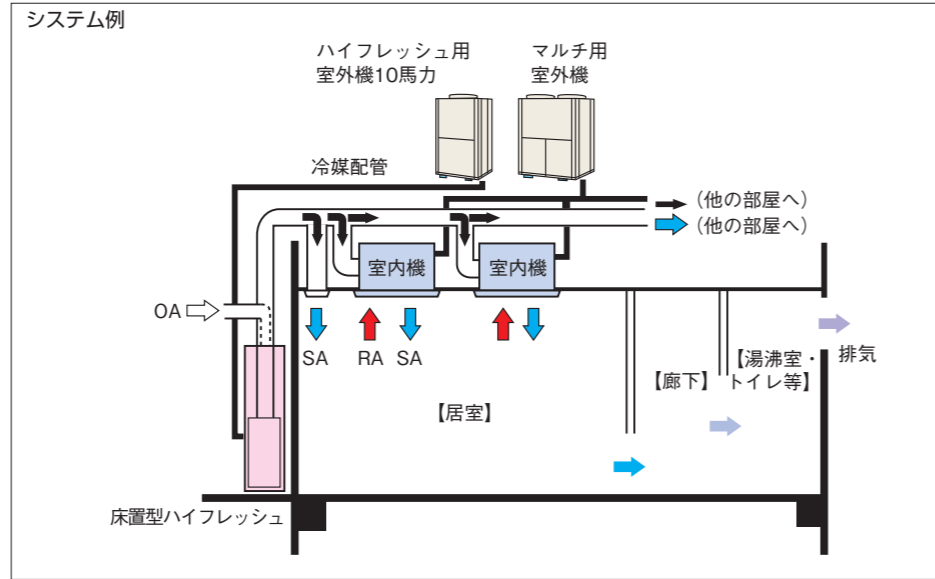 システム例
ハイフレッシュ用
室外機10馬力
マルチ用
室外機
冷媒配管
(他の部屋へ)
(他の部屋へ)
室内機
室内機
OA
SA
RA
SA
【湯沸室・
トイレ等】
排気
【廊下】
【居室】
床置型ハイフレッシュ